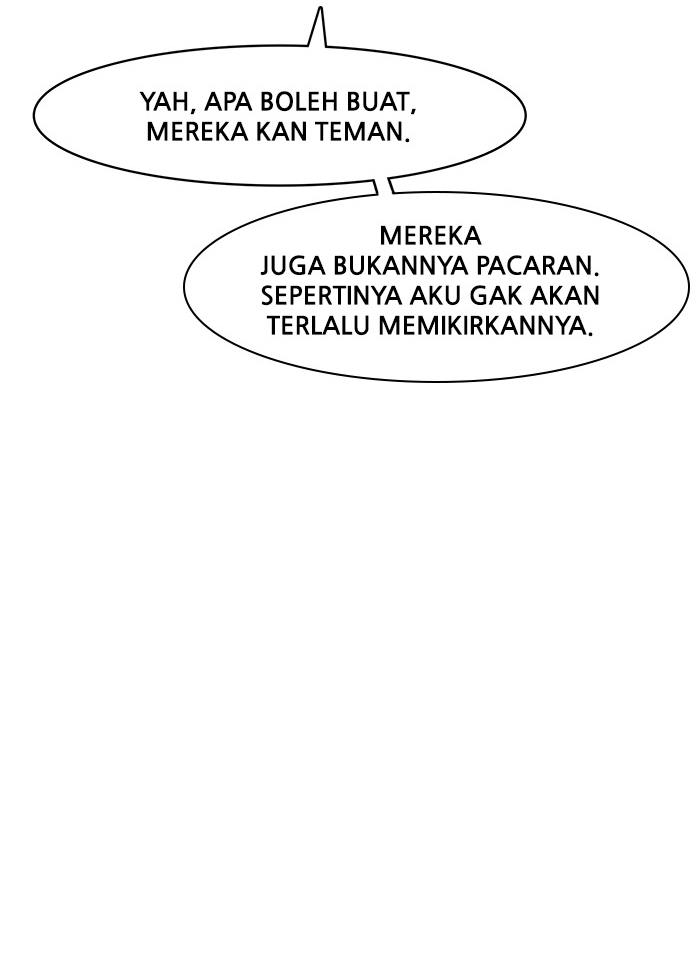 YAH, APA BOLEH BUAT,
MEREKA KAN TEMAN.
MEREKA
JUGA BUKANNYA PACARAN.
SEPERTINYA AKU GAK AKAN
TERLALU MEMIKIRKANNYA.